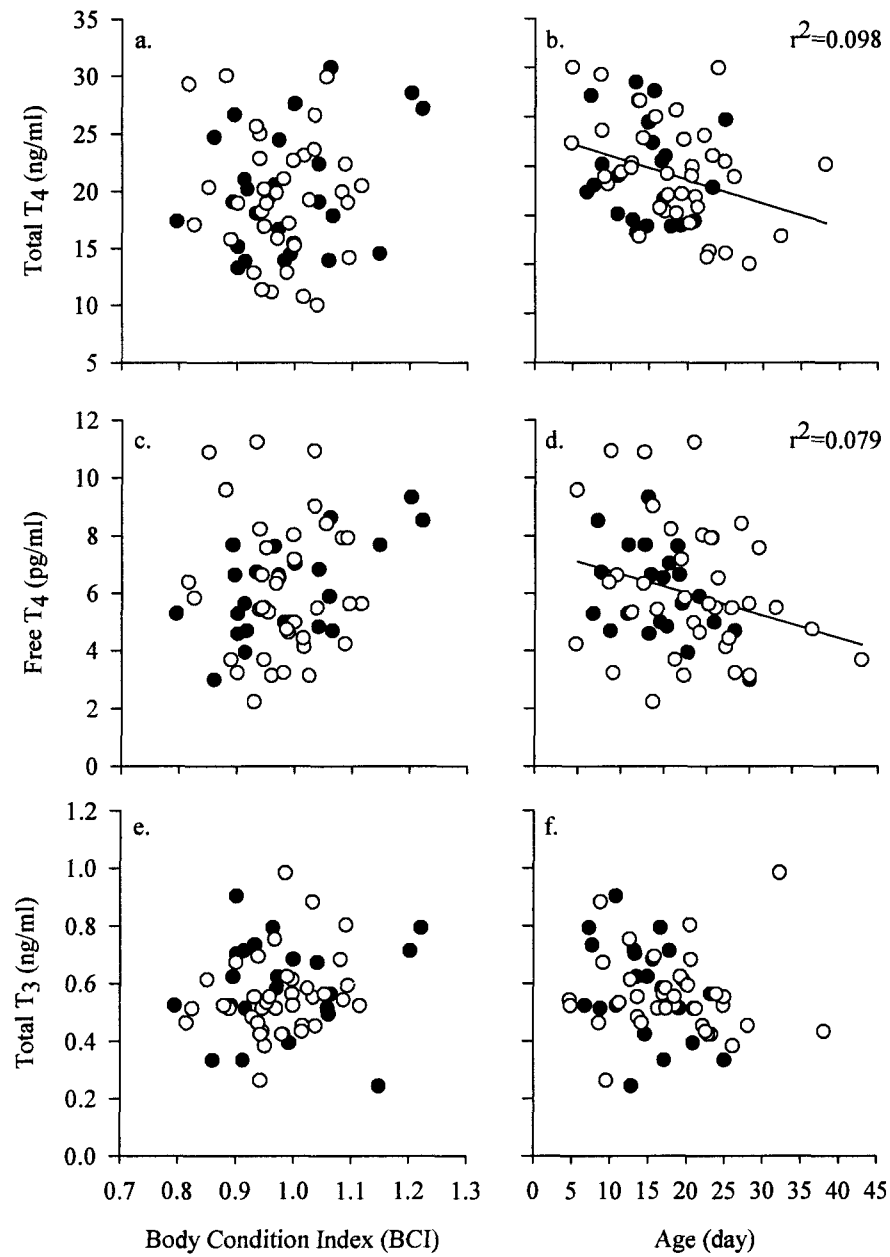 a.
35
30
25
20
15
10
5
Total T4 (ng/ml)
b.
r2=0.098
c.
12
10
8
6
4
2
0
Free T4 (pg/ml)
d.
r2=0.079
e.
1.2
1.0
0.8
0.6
0.4
0.2
0.0
Total T3 (ng/ml)
0.7 0.8 0.9 1.0 1.1 1.2 1.3
Body Condition Index (BCI)
f.
0 5 10 15 20 25 30 35 45
Age (day)